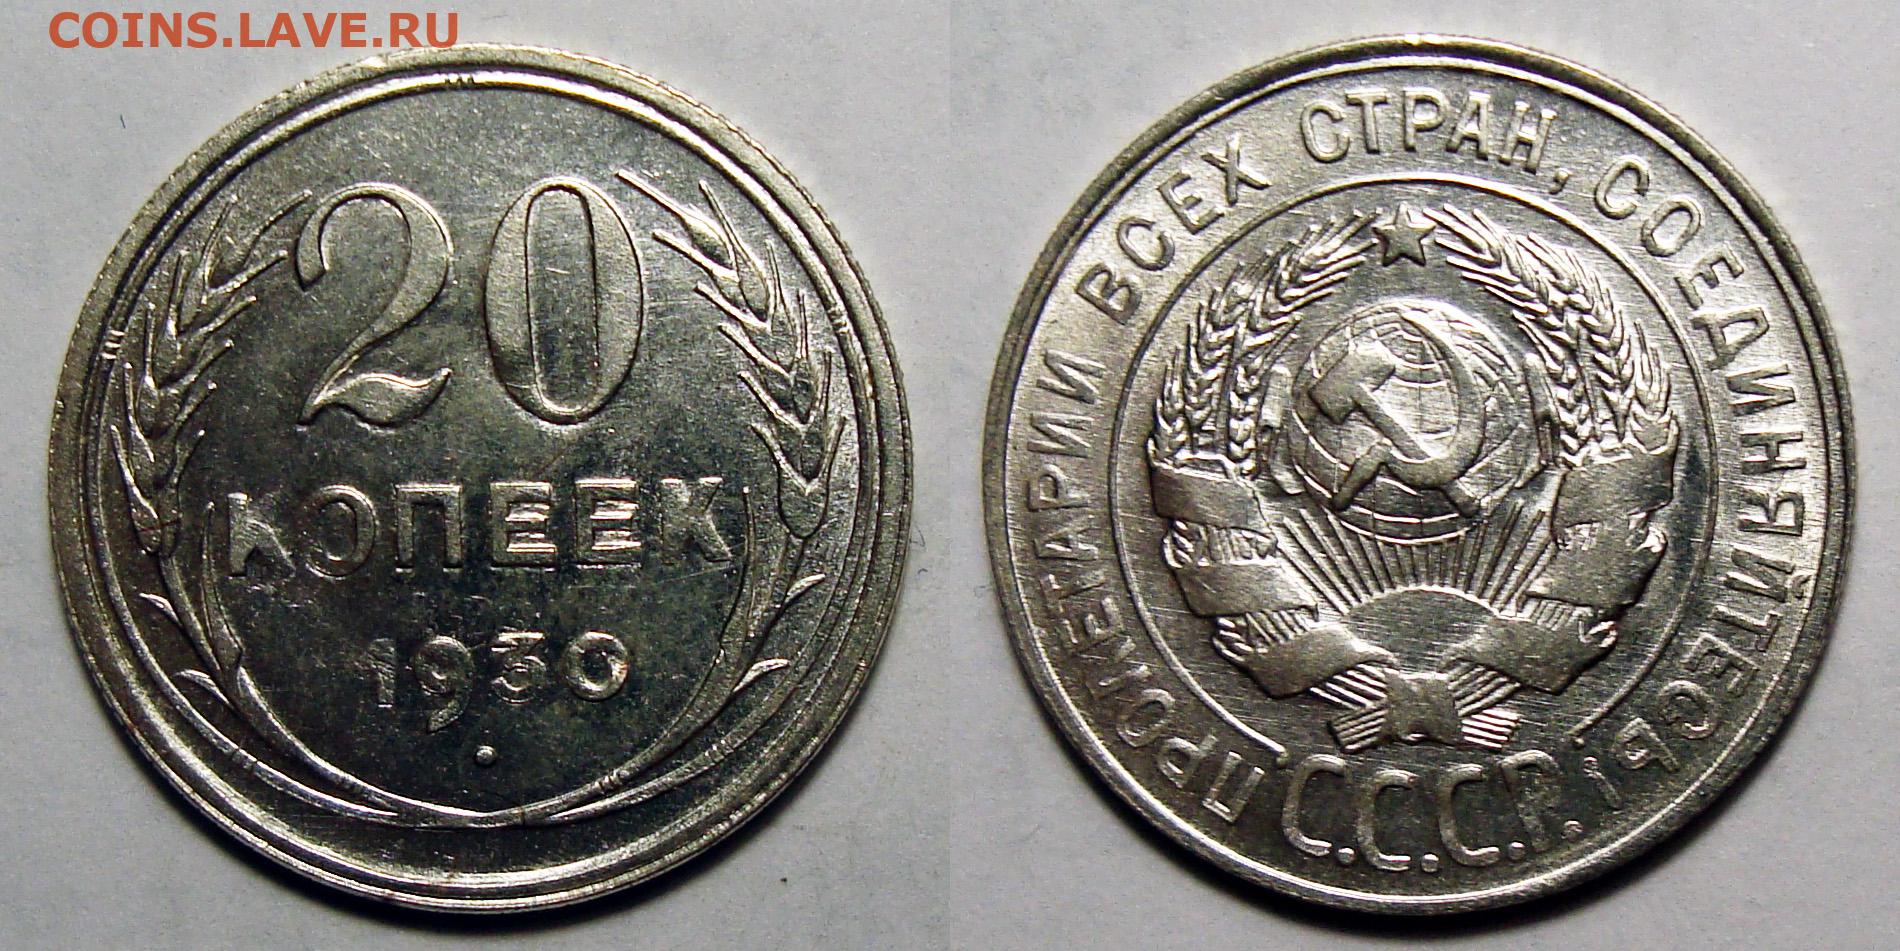 COINS.LAVE.RU
20
КОПЕЕК
1930
ПРОЛЕТАРИИ ВСЕХ СТРАН, СОЕДИНЯЙТЕСЬ!
С.С.С.Р.